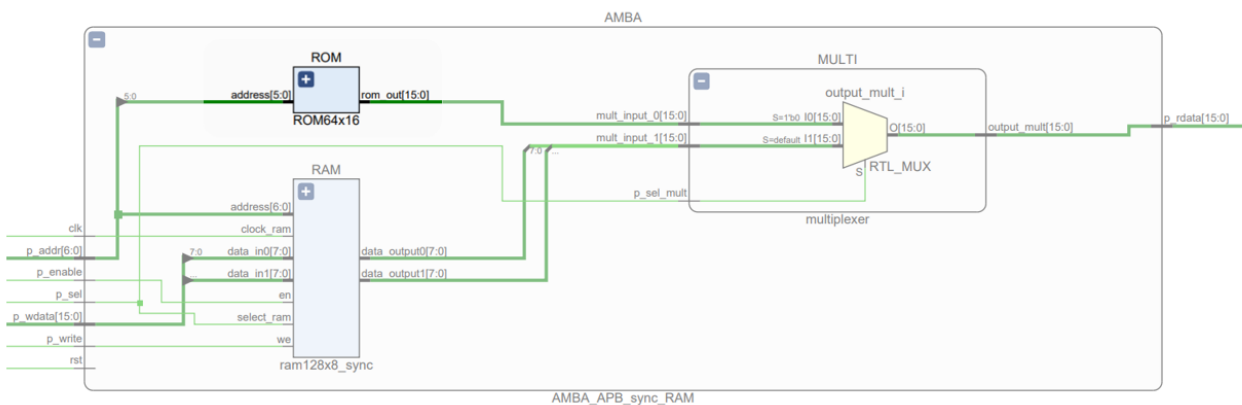 AMBA
ROM
address[5:0] rom_out[15:0]
ROM64x16
5:0
MULTI
output_mult_i
mult_input_0[15:0]
S=1'b0 I0[15:0]
mult_input_1[15:0]
S=default I1[15:0]
O[15:0]
output_mult[15:0]
p_rdata[15:0]
S
RTL_MUX
p_sel_mult
multiplexer
7:0 ...
RAM
address[6:0]
clock_ram
data_in0[7:0] data_output0[7:0]
data_in1[7:0] data_output1[7:0]
en
select_ram
we
ram128x8_sync
7:0
...
clk
p_addr[6:0]
p_enable
p_sel
p_wdata[15:0]
p_write
rst
AMBA_APB_sync_RAM